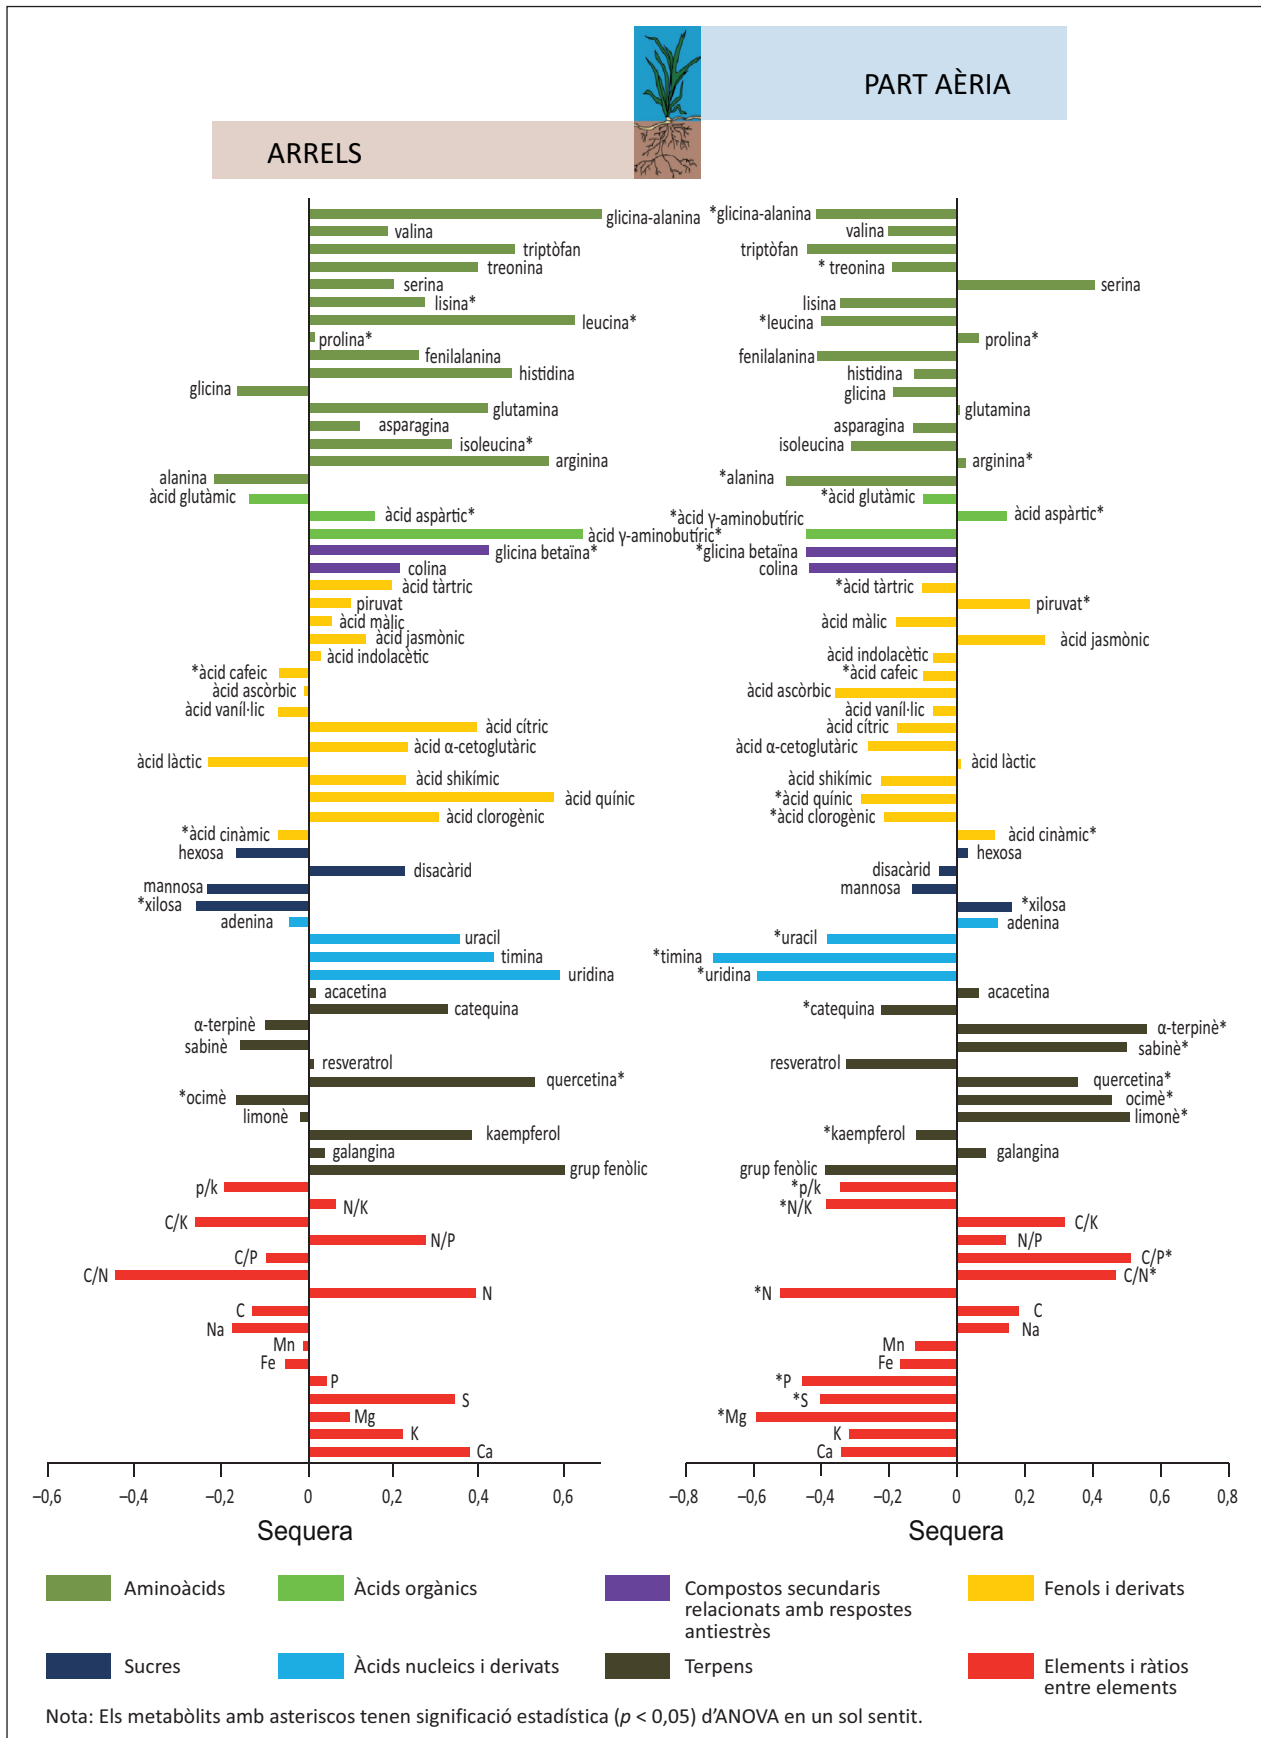 PART AÈRIA
ARRELS
glicina-alanina
valina
triptòfan
treonina
serina
lisina*
leucina*
prolina*
fenilalanina
histidina
glicina
glutamina
asparagina
isoleucina*
arginina
alanina
àcid glutàmic
àcid aspàrtic*
àcid γ-aminobutíric*
glicina betaïna*
colina
àcid tàrtric
piruvat
àcid màlic
àcid jasmònic
àcid indolacètic
*àcid cafeic
àcid ascòrbic
àcid vaníl·lic
àcid cítric
àcid α-cetoglutàric
àcid làctic
àcid shikímic
àcid quínic
àcid clorogènic
*àcid cinàmic
hexosa
disacàrid
mannosa
*xilosa
adenina
uracil
timina
uridina
acacetina
catequina
α-terpinè
sabinè
resveratrol
quercetina*
*ocimè
limonè
kaempferol
galangina
grup fenòlic
p/k
N/K
C/K
N/P
C/P
C/N
N
C
Na
Mn
Fe
P
S
Mg
K
Ca
–0,6 –0,4 –0,2 0 0,2 0,4 0,6
Sequera
*glicina-alanina
valina
triptòfan
* treonina
serina
lisina
*leucina
prolina*
fenilalanina
histidina
glicina
glutamina
asparagina
isoleucina
arginina*
*alanina
*àcid glutàmic
àcid aspàrtic*
*àcid γ-aminobutíric
*glicina betaïna
colina
*àcid tàrtric
piruvat*
àcid màlic
àcid jasmònic
àcid indolacètic
*àcid cafeic
àcid ascòrbic
àcid vaníl·lic
àcid cítric
àcid α-cetoglutàric
àcid làctic
àcid shikímic
*àcid quínic
*àcid clorogènic
àcid cinàmic*
hexosa
disacàrid
mannosa
*xilosa
adenina
*uracil
*timina
*uridina
acacetina
*catequina
α-terpinè*
sabinè*
resveratrol
quercetina*
ocimè*
limonè*
*kaempferol
galangina
grup fenòlic
*p/k
*N/K
C/K
N/P
C/P*
C/N*
*N
C
Na
Mn
Fe
*P
*S
*Mg
K
Ca
–0,8 –0,6 –0,4 –0,2 0 0,2 0,4 0,6 0,8
Sequera
Aminoàcids
Àcids orgànics
Compostos secundaris
relacionats amb respostes
antiestrès
Fenols i derivats
Sucres
Àcids nucleics i derivats
Terpens
Elements i ràtios
entre elements
Nota: Els metabòlits amb asteriscos tenen significació estadística (p < 0,05) d’ANOVA en un sol sentit.